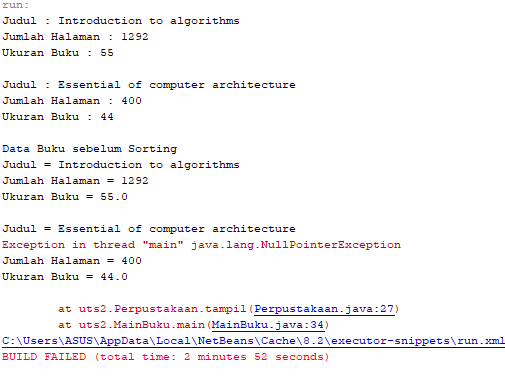 run:
Judul : Introduction to algorithms
Jumlah Halaman : 1292
Ukuran Buku : 55
Judul : Essential of computer architecture
Jumlah Halaman : 400
Ukuran Buku : 44
Data Buku sebelum Sorting
Judul = Introduction to algorithms
Jumlah Halaman = 1292
Ukuran Buku = 55.0
Judul = Essential of computer architecture
Exception in thread "main" java.lang.NullPointerException
Jumlah Halaman = 400
Ukuran Buku = 44.0
at uts2.Perpustakaan.tampil(Perpustakaan.java:27)
at uts2.MainBuku.main(MainBuku.java:34)
C:\Users\ASUS\AppData\Local\NetBeans\Cache\8.2\executor-snippets\run.xml
BUILD FAILED (total time: 2 minutes 52 seconds)